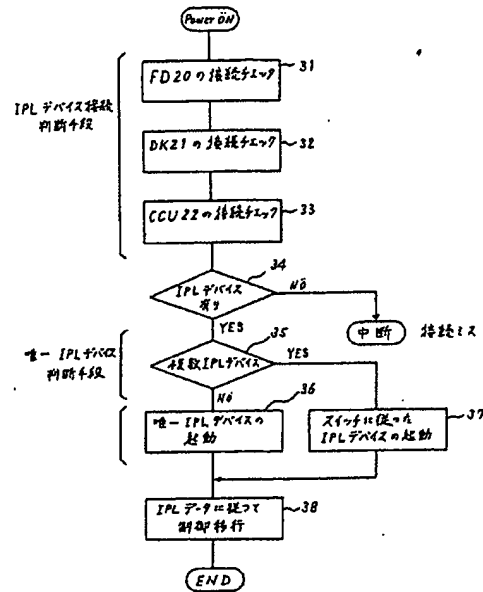 Power ON
IPLデバイス接続
判断手段
FD20の接続チェック
31
DK21の接続チェック
32
CCU22の接続チェック
33
IPLデバイス
有り
34
NO
YES
中断
接続ミス
唯一IPLデバイス
判断手段
複数IPLデバイス
35
YES
NO
唯一IPLデバイスの
起動
36
スイッチに従った
IPLデバイスの起動
37
IPLデータに従って
制御移行
38
END